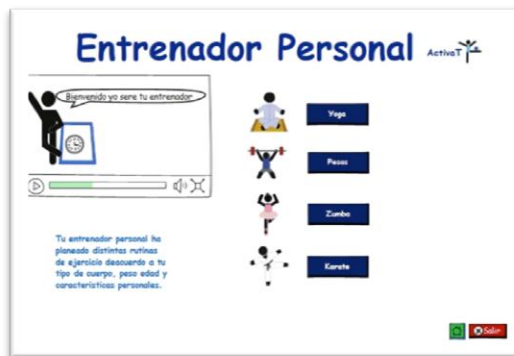 Entrenador Personal
ActivaT
Bienvenido yo sere tu entrenador
Yoga
Pesas
Zumba
Karate
Tu entrenador personal ha
planeado distintas rutinas
de ejercicio deacuerdo a tu
tipo de cuerpo, peso edad y
características personales.
Salir